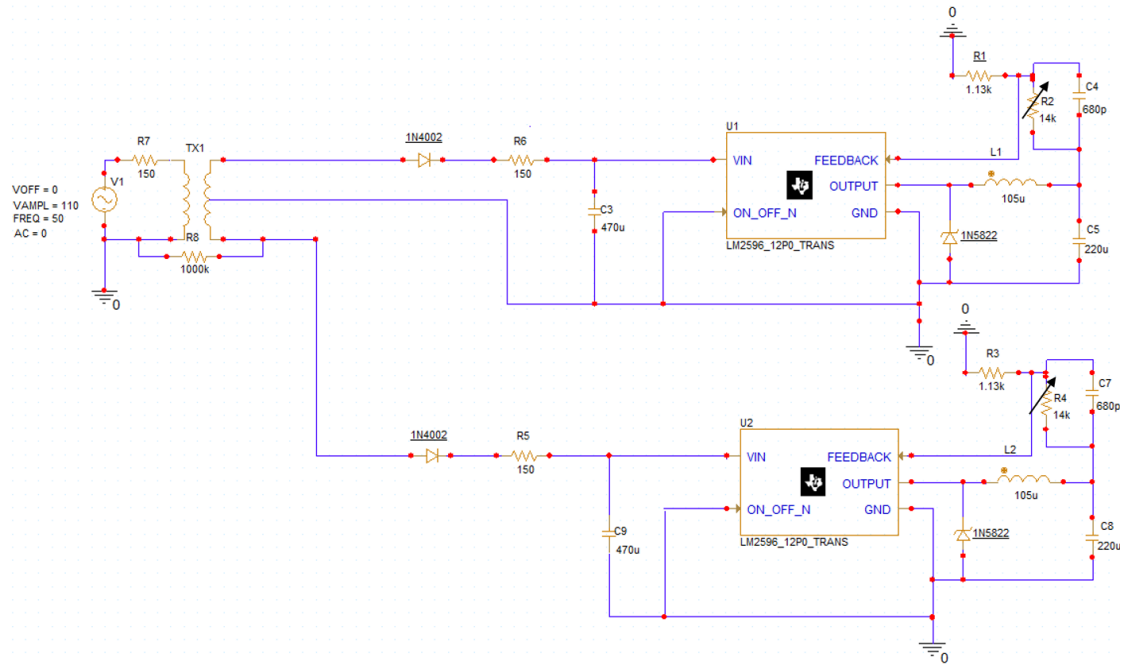 0
R1
1.13k
R2
14k
C4
680p
U1
VIN
FEEDBACK
OUTPUT
ON_OFF_N
GND
LM2596_12P0_TRANS
L1
105u
1N5822
C5
220u
0
R7
150
TX1
V1
VOFF = 0
VAMPL = 110
FREQ = 50
AC = 0
R8
1000k
0
1N4002
R6
150
C3
470u
0
R3
1.13k
R4
14k
C7
680p
U2
VIN
FEEDBACK
OUTPUT
ON_OFF_N
GND
LM2596_12P0_TRANS
L2
105u
1N5822
C8
220u
1N4002
R5
150
C9
470u
0